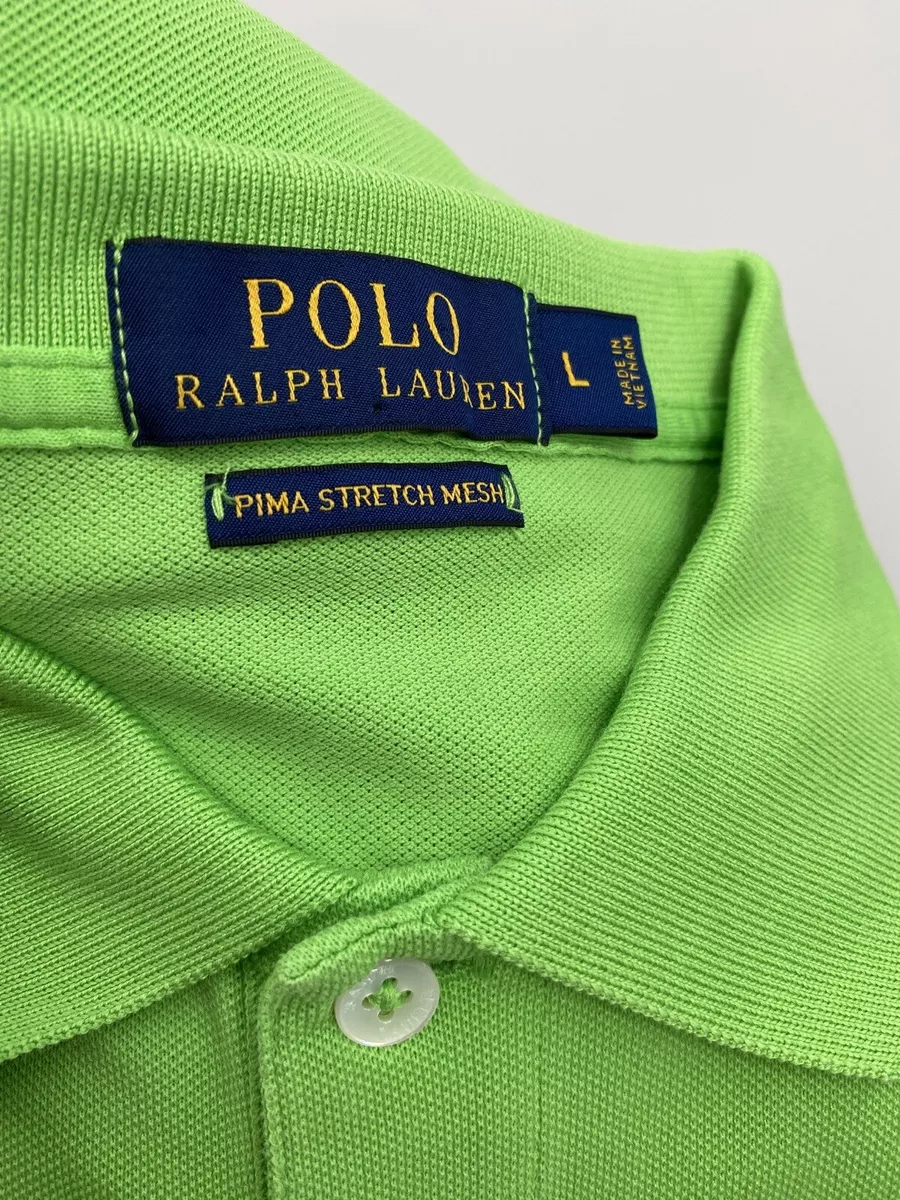 POLO
RALPH LAUREN
L
MADE IN
VIETNAM
PIMA STRETCH MESH